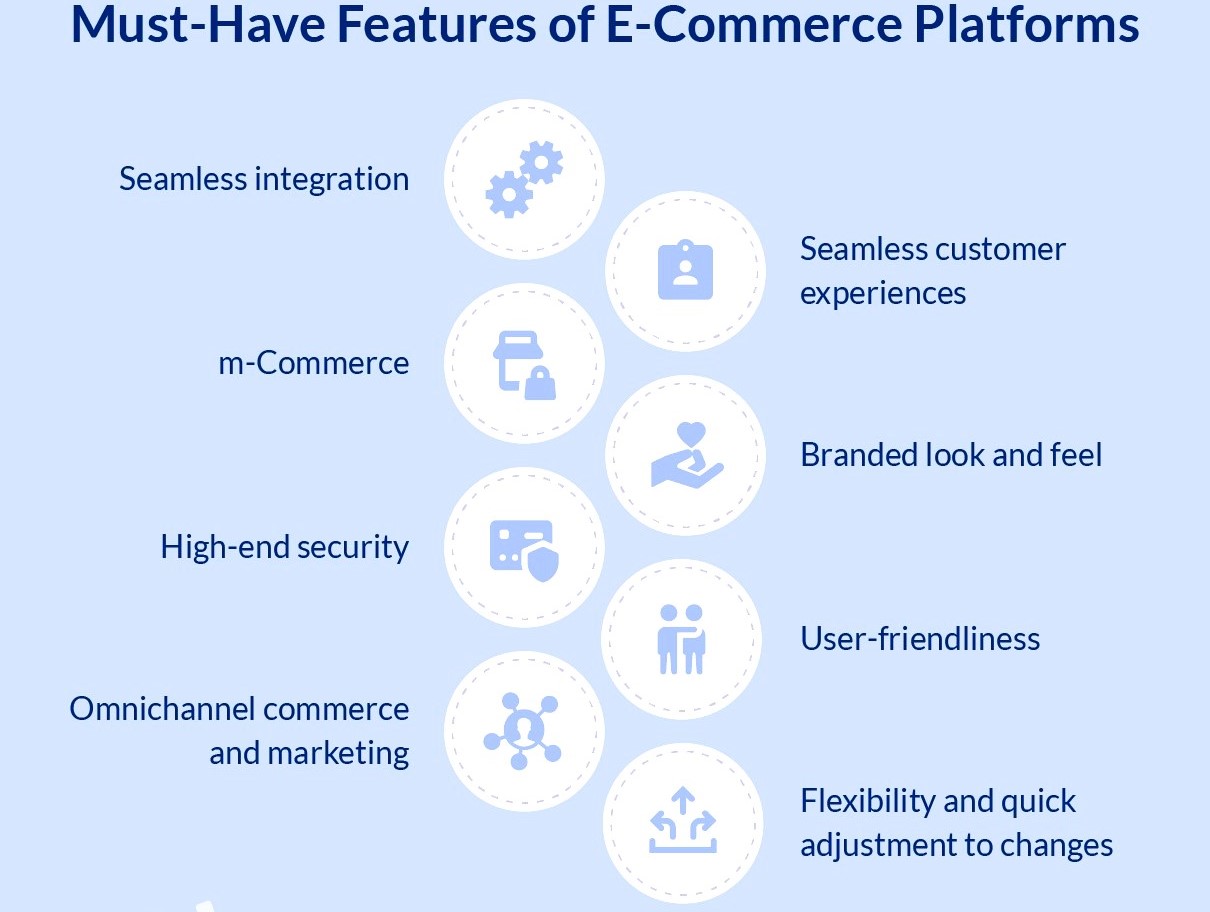 Must-Have Features of E-Commerce Platforms
Seamless integration
Seamless customer
experiences
m-Commerce
Branded look and feel
High-end security
User-friendliness
Omnichannel commerce
and marketing
Flexibility and quick
adjustment to changes